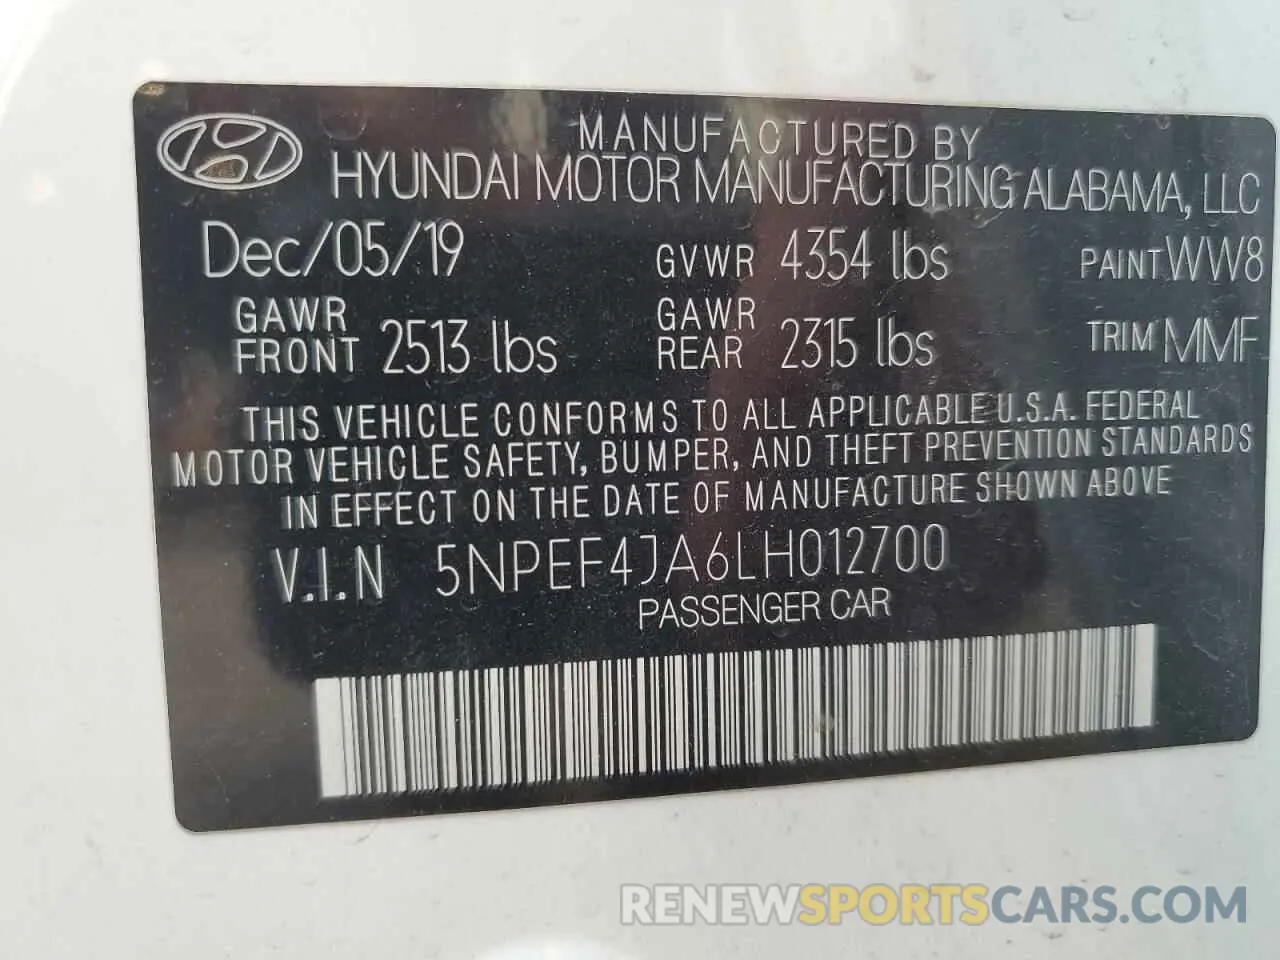 MANUFACTURED BY
HYUNDAI MOTOR MANUFACTURING ALABAMA, LLC
Dec/05/19 GVWR 4354 lbs PAINT WW8
GAWR FRONT 2513 lbs GAWR REAR 2315 lbs TRIM MMF
THIS VEHICLE CONFORMS TO ALL APPLICABLE U.S.A. FEDERAL
MOTOR VEHICLE SAFETY, BUMPER, AND THEFT PREVENTION STANDARDS
IN EFFECT ON THE DATE OF MANUFACTURE SHOWN ABOVE
V.I.N 5NPEF4JA6LH012700
PASSENGER CAR
RENEWSPORTSCARS.COM